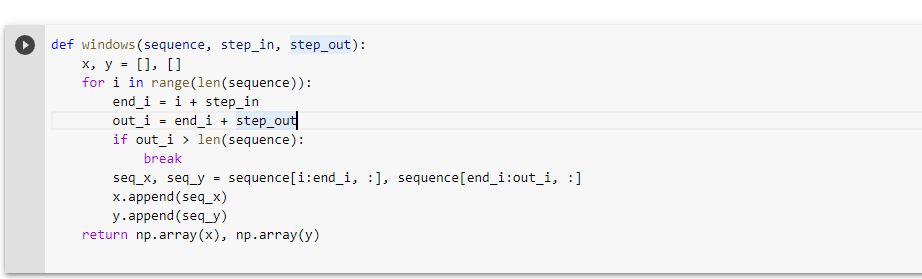 def windows(sequence, step_in, step_out):
    x, y = [], []
    for i in range(len(sequence)):
        end_i = i + step_in
        out_i = end_i + step_out
        if out_i > len(sequence):
            break
        seq_x, seq_y = sequence[i:end_i, :], sequence[end_i:out_i, :]
        x.append(seq_x)
        y.append(seq_y)
    return np.array(x), np.array(y)